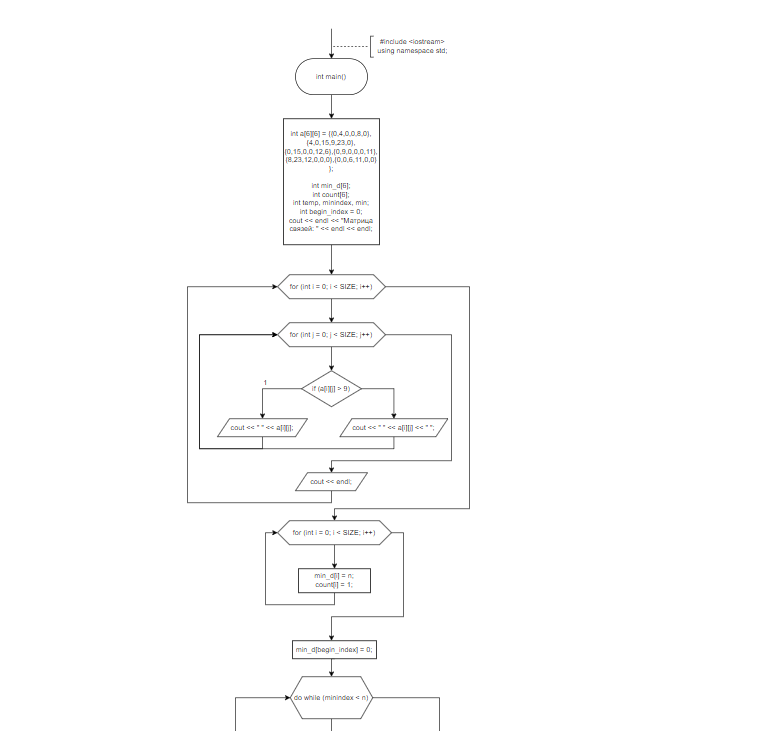 #include <iostream>
using namespace std;
int main()
int a[6][6] = {{0,4,0,0,8,0},
{4,0,15,9,23,0},
{0,15,0,0,12,6},{0,9,0,0,0,11},
{8,23,12,0,0,0},{0,0,6,11,0,0}
};
int min_d[6];
int count[6];
int temp, minindex, min;
int begin_index = 0;
cout << endl << "Матрица
связей: " << endl << endl;
for (int i = 0; i < SIZE; i++)
for (int j = 0; j < SIZE; j++)
if (a[i][j] > 9)
cout << " " << a[i][j];
cout << " " << a[i][j] << " ";
cout << endl;
for (int i = 0; i < SIZE; i++)
min_d[i] = n;
count[i] = 1;
min_d[begin_index] = 0;
do while (minindex < n)